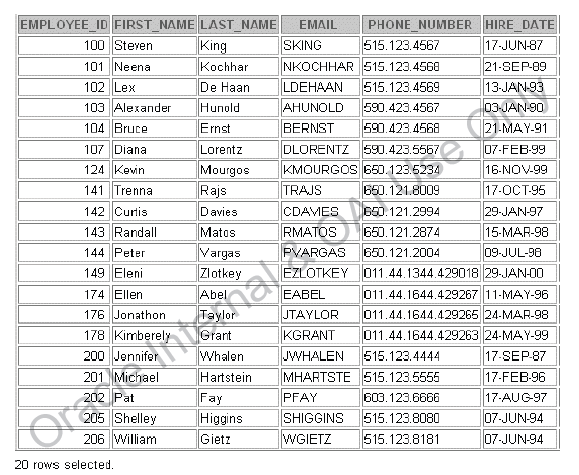 EMPLOYEE_ID FIRST_NAME LAST_NAME EMAIL PHONE_NUMBER HIRE_DATE
100 Steven King SKING 515.123.4567 17-JUN-87
101 Neena Kochhar NKOCHHAR 515.123.4568 21-SEP-89
102 Lex De Haan LDEHAAN 515.123.4569 13-JAN-93
103 Alexander Hunold AHUNOLD 590.423.4567 03-JAN-90
104 Bruce Ernst BERNST 590.423.4568 21-MAY-91
107 Diana Lorentz DLORENTZ 590.423.5567 07-FEB-99
124 Kevin Mourgos KMOURGOS 650.123.5234 16-NOV-99
141 Trenna Rajs TRAJS 650.121.8009 17-OCT-95
142 Curtis Davies CDAVIES 650.121.2994 29-JAN-97
143 Randall Matos RMATOS 650.121.2874 15-MAR-98
144 Peter Vargas PVARGAS 650.121.2004 09-JUL-98
149 Eleni Zlotkey EZLOTKEY 011.44.1344.429018 29-JAN-00
174 Ellen Abel EABEL 011.44.1644.429267 11-MAY-96
176 Jonathon Taylor JTAYLOR 011.44.1644.429265 24-MAR-98
178 Kimberely Grant KGRANT 011.44.1644.429263 24-MAY-99
200 Jennifer Whalen JWHALEN 515.123.4444 17-SEP-87
201 Michael Hartstein MHARTSTE 515.123.5555 17-FEB-96
202 Pat Fay PFAY 603.123.6666 17-AUG-97
205 Shelley Higgins SHIGGINS 515.123.8080 07-JUN-94
206 William Gietz WGIETZ 515.123.8181 07-JUN-94
20 rows selected.
Oracle Internal & OAI Use Only